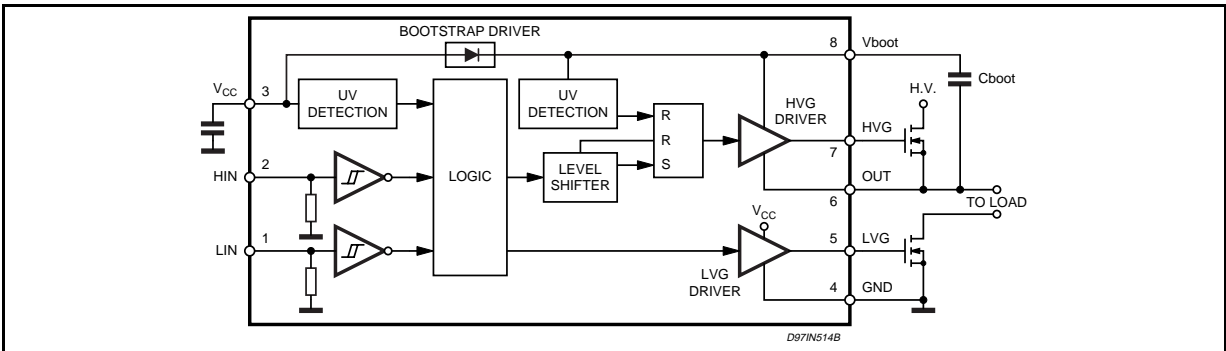 BOOTSTRAP DRIVER
8
Vboot
Cboot
H.V.
VCC
3
UV
DETECTION
UV
DETECTION
HVG
DRIVER
R
R
S
HVG
7
2
HIN
LOGIC
LEVEL
SHIFTER
OUT
6
TO LOAD
VCC
1
LIN
5
LVG
LVG
DRIVER
4
GND
D97IN514B